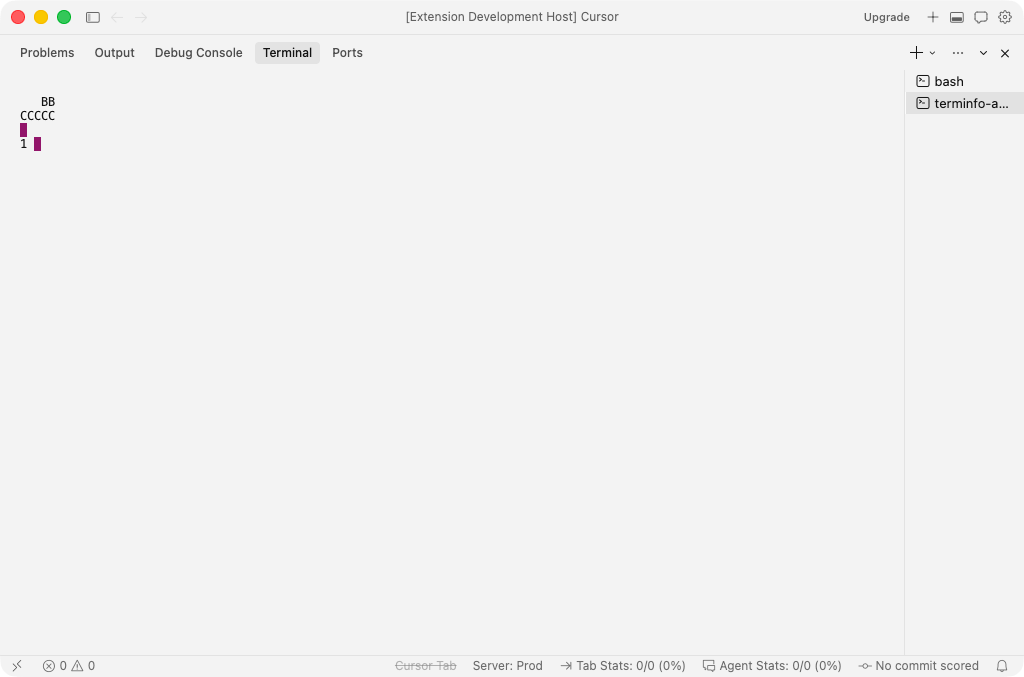 [Extension Development Host] Cursor
Upgrade
Problems Output Debug Console Terminal Ports
bash
terminfo-a...
   BB
CCCCC
1
0 0 Cursor Tab Server: Prod Tab Stats: 0/0 (0%) Agent Stats: 0/0 (0%) No commit scored